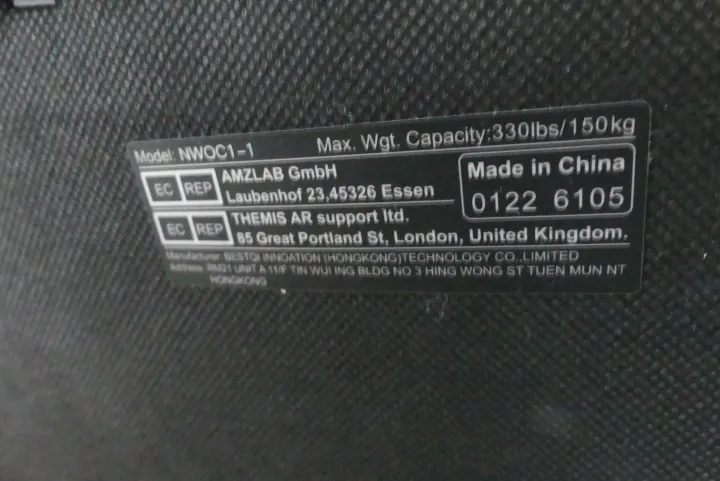 Model: NWOC1-1 Max. Wgt. Capacity:330lbs/150kg
EC REP AMZLAB GmbH
Laubenhof 23,45326 Essen
Made in China
0122 6105
EC REP THEMIS AR support ltd.
85 Great Portland St, London, United Kingdom.
Manufacturer: BESTQI INNOATION (HONGKONG)TECHNOLOGY CO.,LIMITED
Address: RM21 UNIT A 11/F TIN WUI ING BLDG NO 3 HING WONG ST TUEN MUN NT
HONGKONG